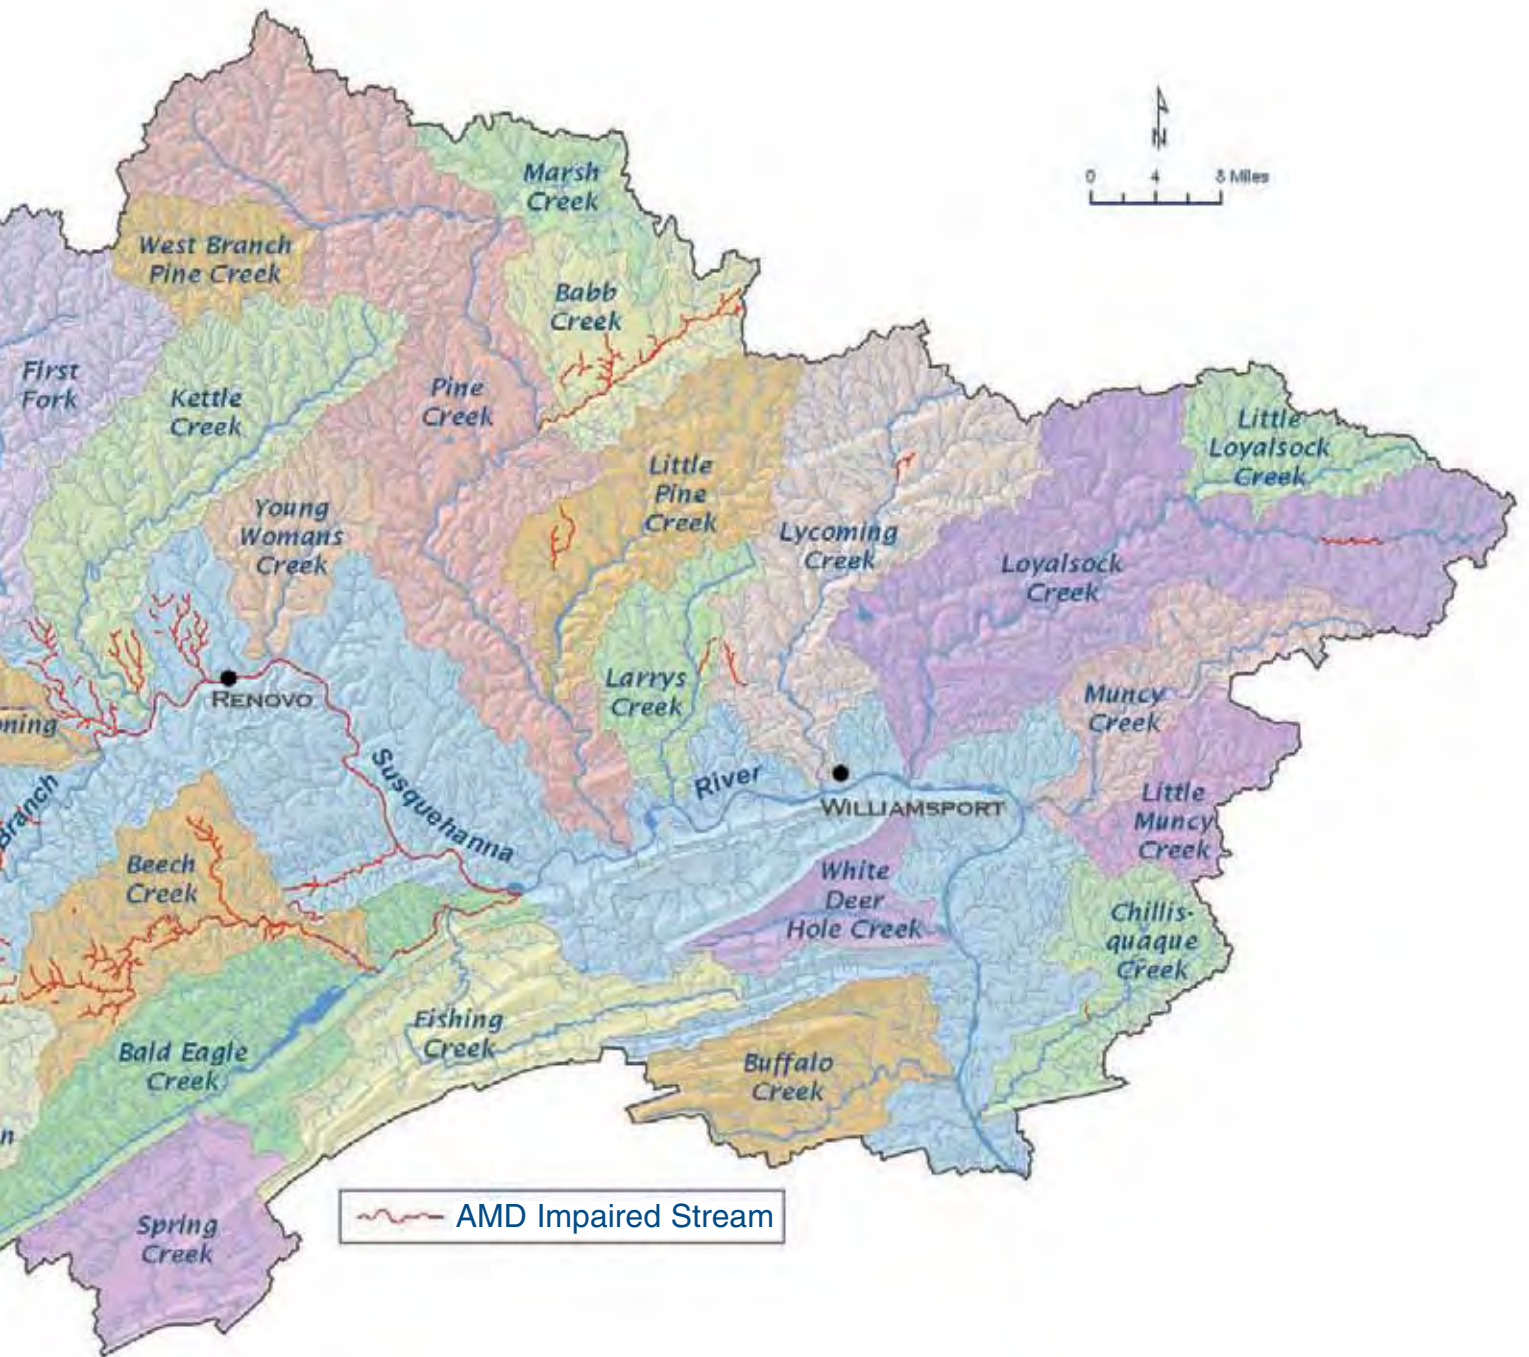 Marsh
Creek
N
0 4 8 Miles
West Branch
Pine Creek
Babb
Creek
First
Fork
Kettle
Creek
Pine
Creek
Little
Loyalsock
Creek
Little
Pine
Creek
Young
Womans
Creek
Lycoming
Creek
Loyalsock
Creek
Larrys
Creek
Muncy
Creek
RENOVO
ning
Susquehanna
River
WILLIAMSPORT
Little
Muncy
Creek
Branch
Beech
Creek
White
Deer
Hole Creek
Chillis-
quaque
Creek
Fishing
Creek
Bald Eagle
Creek
Buffalo
Creek
n
Spring
Creek
AMD Impaired Stream